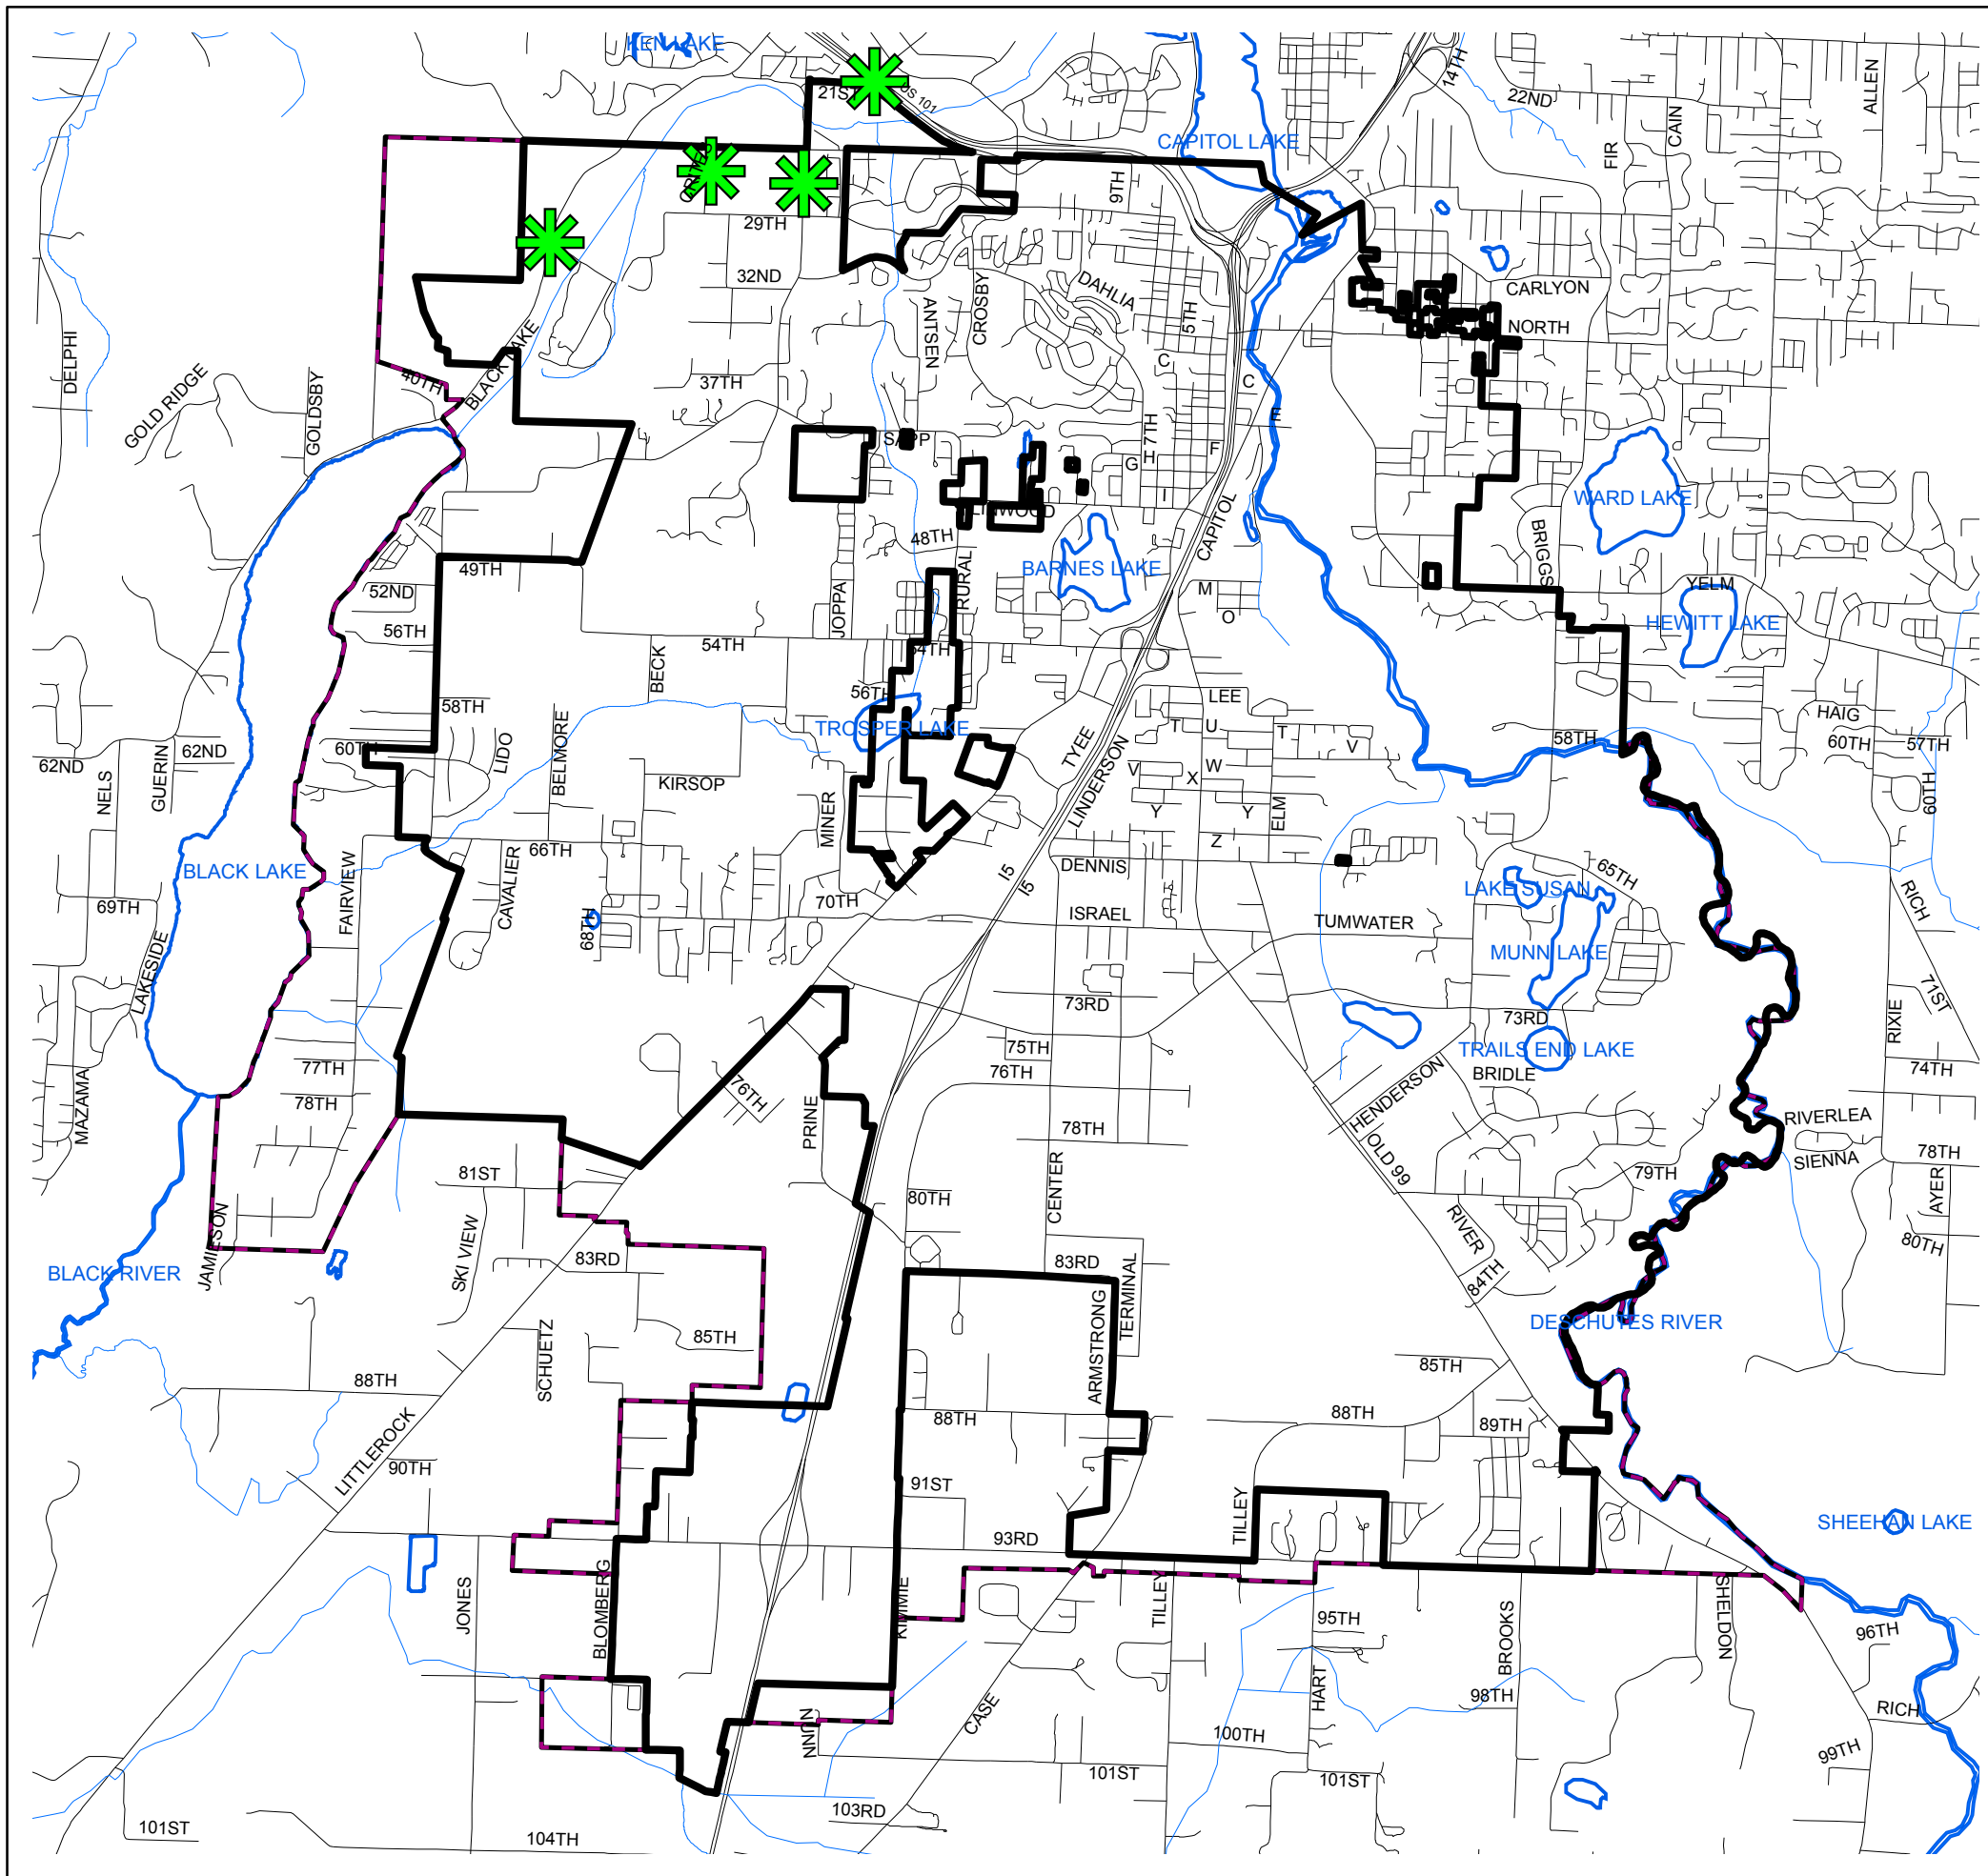 KEN LAKE
21ST
US 101
14TH
22ND
CAIN
ALLEN
FIR
CAPITOL LAKE
9TH
29TH
32ND
DAHLIA
CARLYON
ANTSEN
CROSBY
5TH
NORTH
DELPHI
GOLD RIDGE
GOLDSBY
40TH
BLACK LAKE
37TH
C
C
E
SAPP
7TH
H
G
F
I
WARD LAKE
LINWOOD
48TH
CAPITOL
BRIGGS
49TH
52ND
JOPPA
RURAL
BARNES LAKE
M
O
YELM
HEWITT LAKE
56TH
54TH
54TH
BECK
56TH
LEE
58TH
TROSPER LAKE
T
U
T
V
HAIG
60TH
57TH
58TH
60TH
62ND
62ND
NELS
GUERIN
LIDO
BELMORE
KIRSOP
TYEE
LINDERSON
V
W
X
Y
Y
ELM
60TH
MINER
66TH
Z
DENNIS
I5
I5
BLACK LAKE
FAIRVIEW
CAVALIER
70TH
ISRAEL
TUMWATER
LAKE SUSAN
65TH
RICH
69TH
68TH
LAKESIDE
MUNN LAKE
71ST
73RD
73RD
RIXIE
75TH
TRAILS END LAKE
76TH
76TH
BRIDLE
74TH
77TH
78TH
MAZAMA
PRINE
HENDERSON
78TH
OLD 99
RIVERLEA
SIENNA
78TH
81ST
79TH
AYER
80TH
CENTER
RIVER
80TH
JAMIESON
SKI VIEW
83RD
83RD
TERMINAL
84TH
BLACK RIVER
SCHUETZ
85TH
ARMSTRONG
DESCHUTES RIVER
85TH
88TH
88TH
88TH
89TH
LITTLEROCK
90TH
91ST
TILLEY
93RD
SHEEHAN LAKE
JONES
BLOMBERG
KIMMIE
TILLEY
95TH
BROOKS
SHELDON
96TH
HART
98TH
RICH
NUNN
CASE
100TH
99TH
101ST
101ST
103RD
101ST
104TH